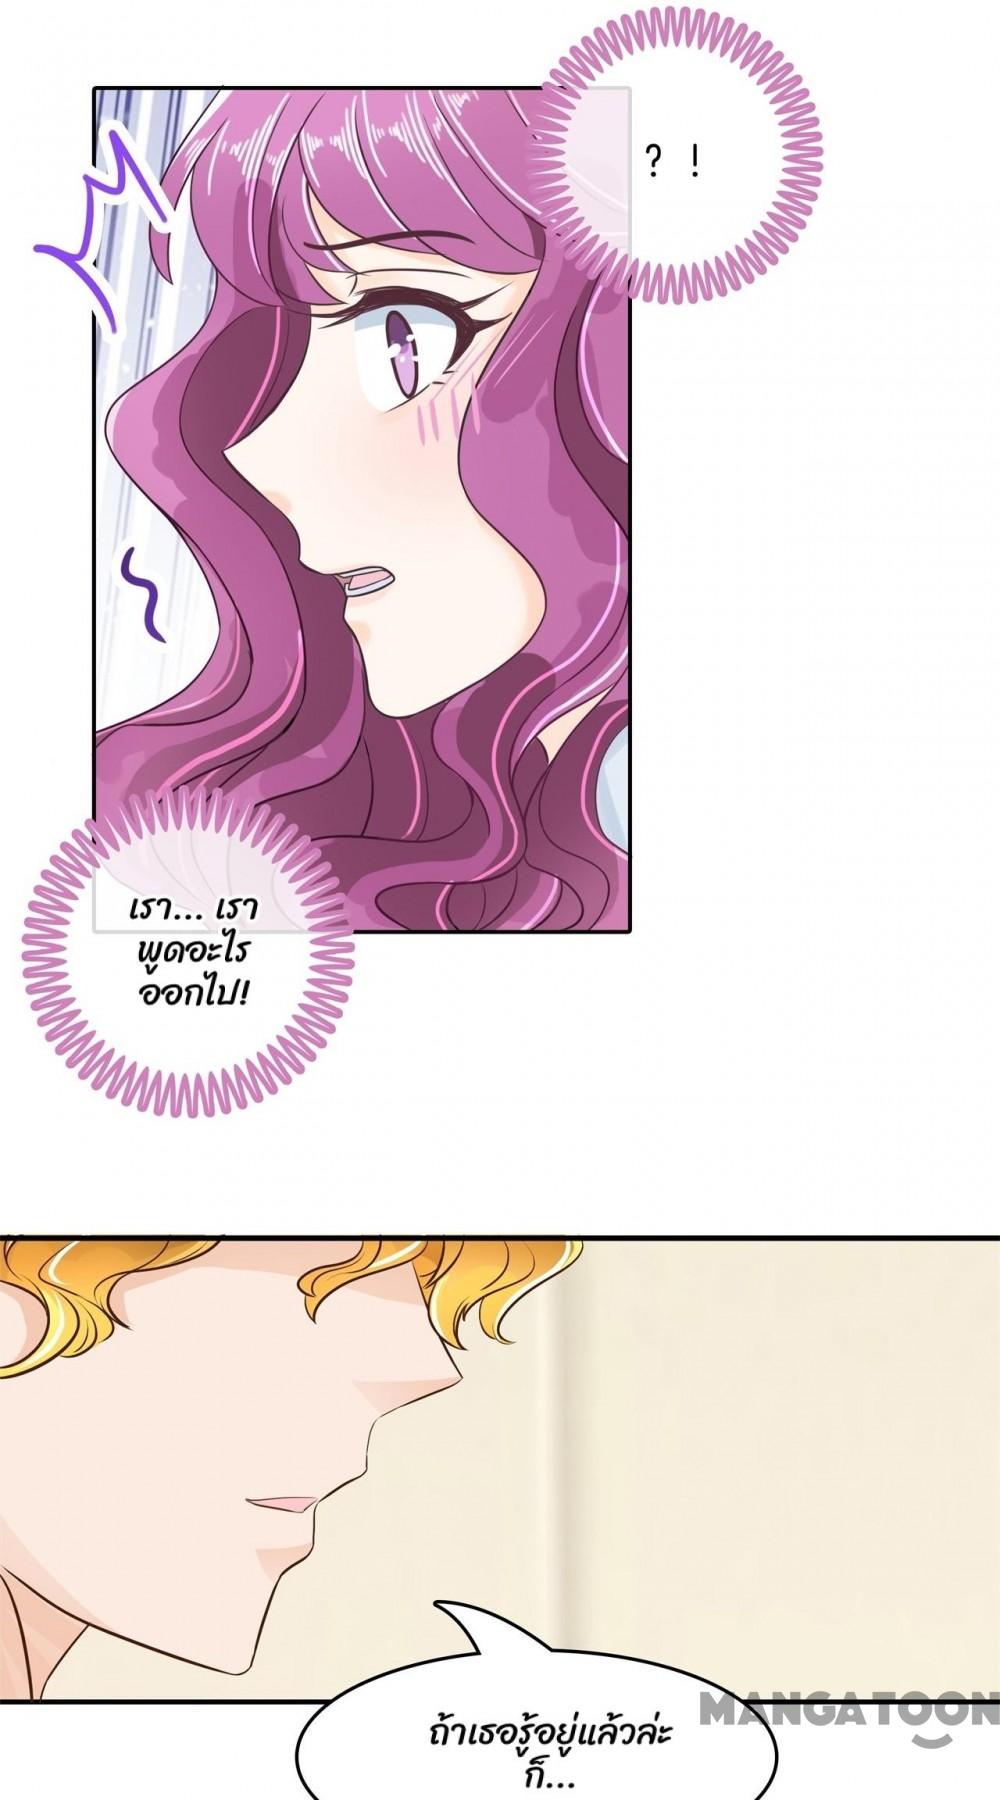 ? !
เรา... เรา
พูดอะไร
ออกไป!
MANGATOON
ถ้าเธอรู้อยู่แล้วล่ะ
ก็...